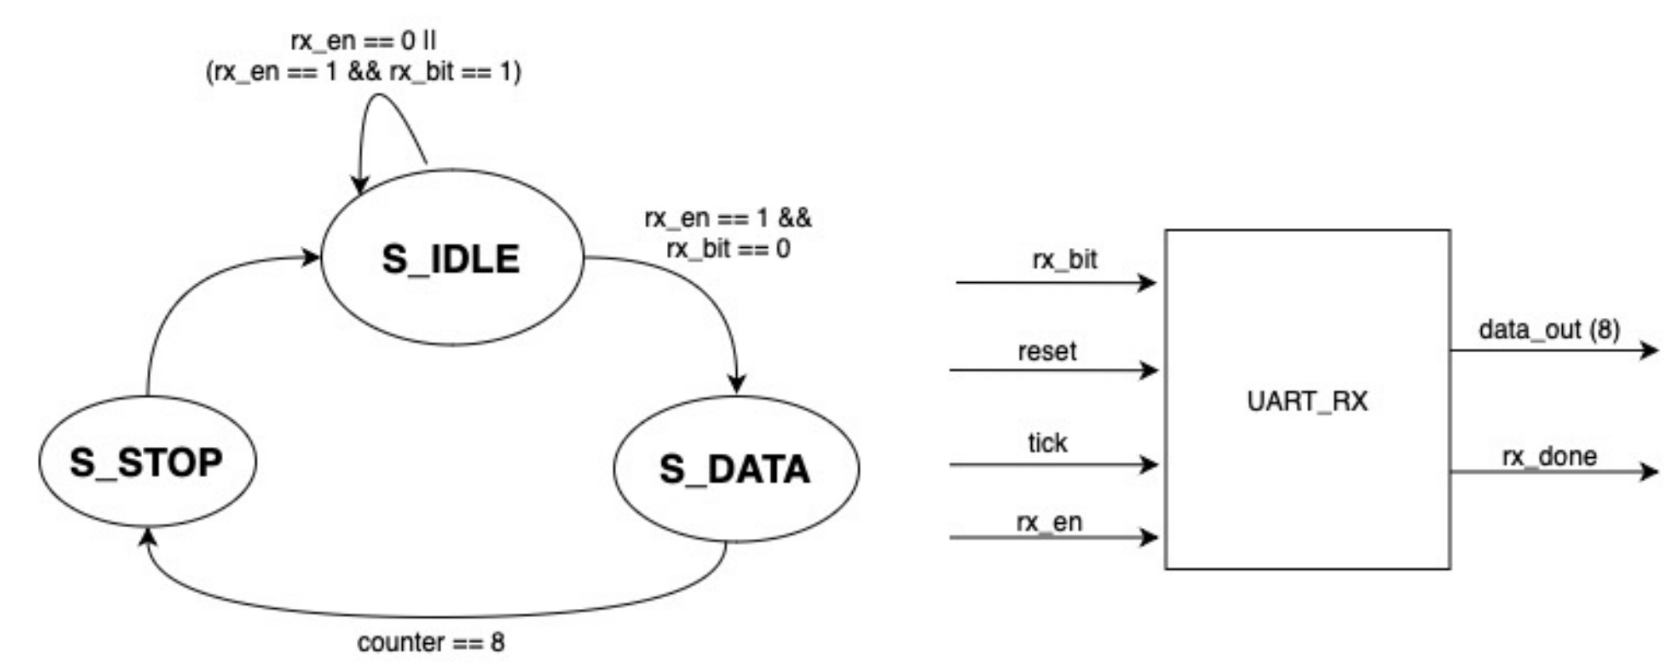 rx_en == 0 ||
(rx_en == 1 && rx_bit == 1)
S_IDLE
rx_en == 1 &&
rx_bit == 0
S_STOP
S_DATA
counter == 8
rx_bit
reset
tick
rx_en
UART_RX
data_out (8)
rx_done